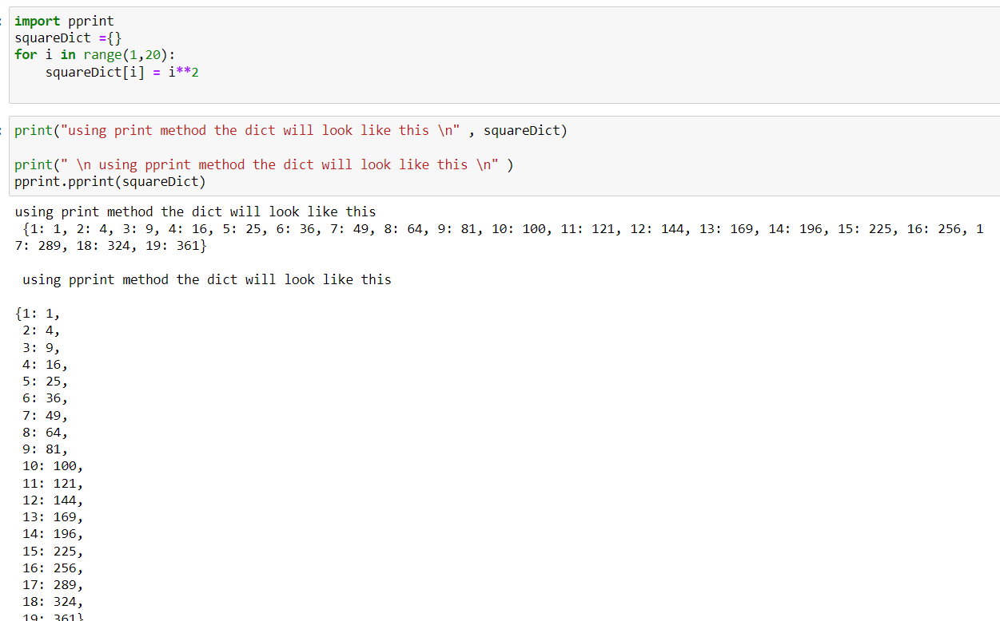 import pprint
squareDict ={}
for i in range(1,20):
    squareDict[i] = i**2
print("using print method the dict will look like this \n" , squareDict)
print(" \n using pprint method the dict will look like this \n" )
pprint.pprint(squareDict)
using print method the dict will look like this
 {1: 1, 2: 4, 3: 9, 4: 16, 5: 25, 6: 36, 7: 49, 8: 64, 9: 81, 10: 100, 11: 121, 12: 144, 13: 169, 14: 196, 15: 225, 16: 256, 1
7: 289, 18: 324, 19: 361}
 using pprint method the dict will look like this
{1: 1,
 2: 4,
 3: 9,
 4: 16,
 5: 25,
 6: 36,
 7: 49,
 8: 64,
 9: 81,
 10: 100,
 11: 121,
 12: 144,
 13: 169,
 14: 196,
 15: 225,
 16: 256,
 17: 289,
 18: 324,
 19: 361}